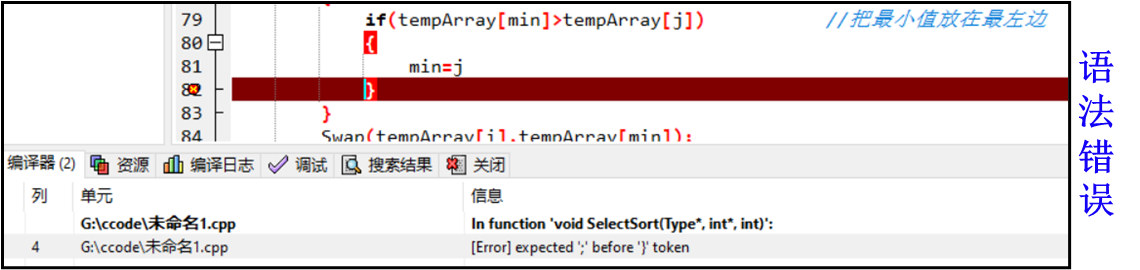 79 if(tempArray[min]>tempArray[j]) //把最小值放在最左边
80 {
81 min=j
82 }
83 }
84 Swap(tempArray[i],tempArray[min]);
语法错误
编译器 (2) 资源 编译日志 调试 搜索结果 关闭
列 单元 信息
G:\ccode\未命名1.cpp In function 'void SelectSort(Type*, int*, int)':
4 G:\ccode\未命名1.cpp [Error] expected ';' before '}' token